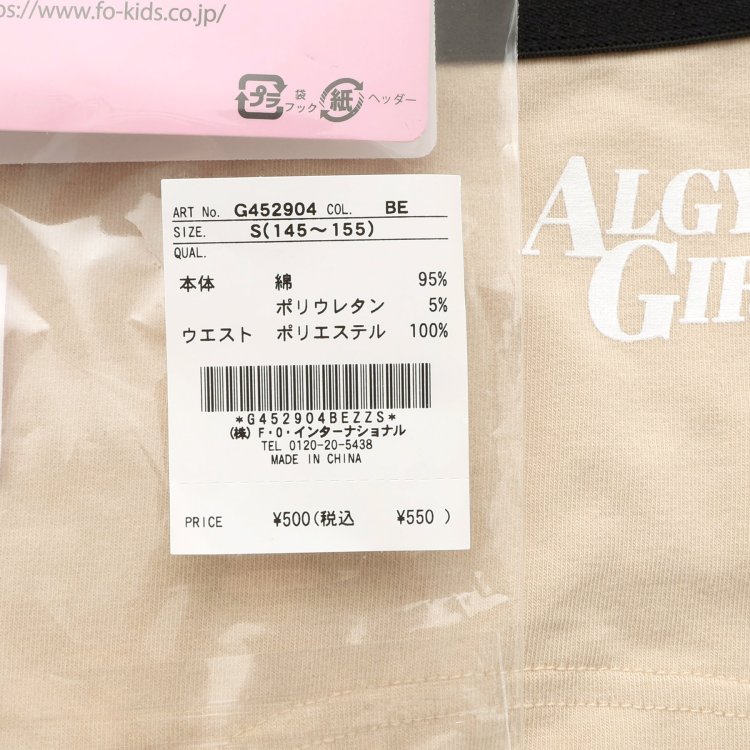 https://www.fo-kids.co.jp/
プラ 袋 フック 紙 ヘッダー
ART No. G452904 COL. BE
SIZE. S(145～155)
QUAL.
本体 綿 95%
ポリウレタン 5%
ウエスト ポリエステル 100%
*G452904BEZZS*
(株) F・O・インターナショナル
TEL 0120-20-5438
MADE IN CHINA
PRICE ¥500(税込 ¥550 )
ALGY
GIR